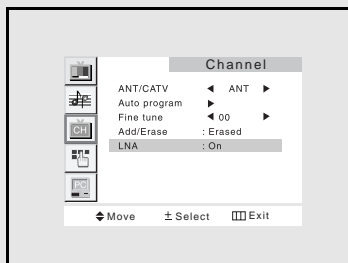 Channel
ANT/CATV ◀ ANT ▶
Auto program ▶
Fine tune ◀ 00 ▶
Add/Erase : Erased
LNA : On
CH
PC
Move ± Select Exit